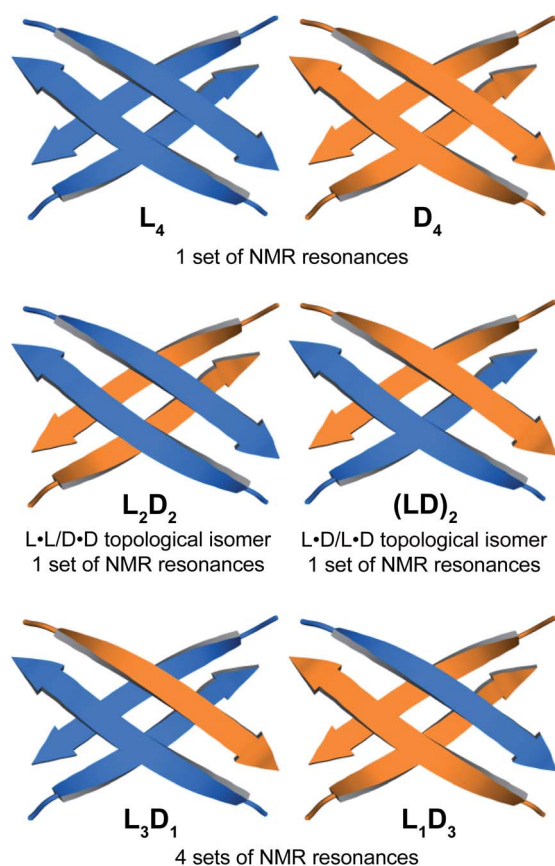 L₄ D₄
1 set of NMR resonances
L₂D₂ (LD)₂
L•L/D•D topological isomer L•D/L•D topological isomer
1 set of NMR resonances 1 set of NMR resonances
L₃D₁ L₁D₃
4 sets of NMR resonances